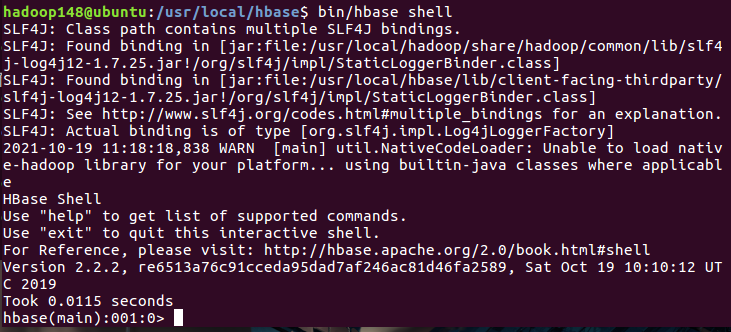 hadoop148@ubuntu:/usr/local/hbase$ bin/hbase shell
SLF4J: Class path contains multiple SLF4J bindings.
SLF4J: Found binding in [jar:file:/usr/local/hadoop/share/hadoop/common/lib/slf4
j-log4j12-1.7.25.jar!/org/slf4j/impl/StaticLoggerBinder.class]
SLF4J: Found binding in [jar:file:/usr/local/hbase/lib/client-facing-thirdparty/
slf4j-log4j12-1.7.25.jar!/org/slf4j/impl/StaticLoggerBinder.class]
SLF4J: See http://www.slf4j.org/codes.html#multiple_bindings for an explanation.
SLF4J: Actual binding is of type [org.slf4j.impl.Log4jLoggerFactory]
2021-10-19 11:18:18,838 WARN  [main] util.NativeCodeLoader: Unable to load nativ
e-hadoop library for your platform... using builtin-java classes where applicabl
e
HBase Shell
Use "help" to get list of supported commands.
Use "exit" to quit this interactive shell.
For Reference, please visit: http://hbase.apache.org/2.0/book.html#shell
Version 2.2.2, re6513a76c91cceda95dad7af246ac81d46fa2589, Sat Oct 19 10:10:12 UT
C 2019
Took 0.0115 seconds
hbase(main):001:0>